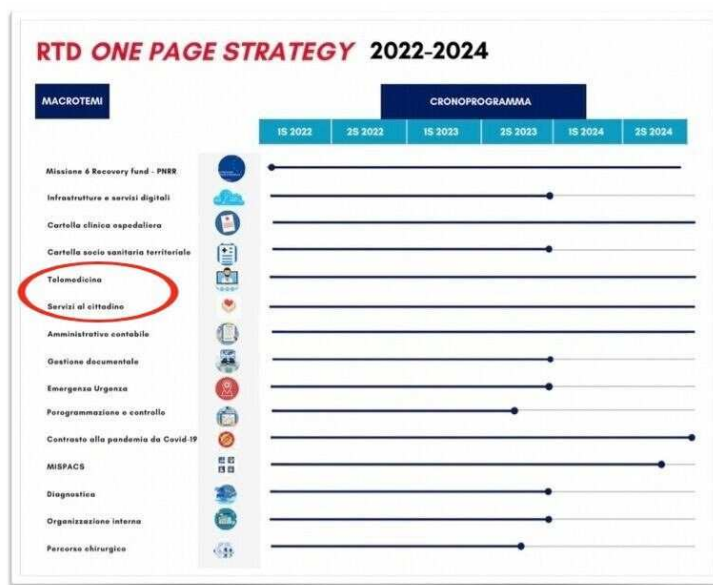 RTD ONE PAGE STRATEGY 2022-2024
MACROTEMI
CRONOPROGRAMMA
1S 2022 2S 2022 1S 2023 2S 2023 1S 2024 2S 2024
Missione 6 Recovery fund - PNRR
Infrastrutture e servizi digitali
Cartella clinica ospedaliera
Cartella socio sanitaria territoriale
Telemedicina
Servizi al cittadino
Amministrativo contabile
Gestione documentale
Emergenza Urgenza
Porogrammazione e controllo
Contrasto alla pandemia da Covid-19
MISPACS
Diagnostica
Organizzazione interna
Percorso chirurgico